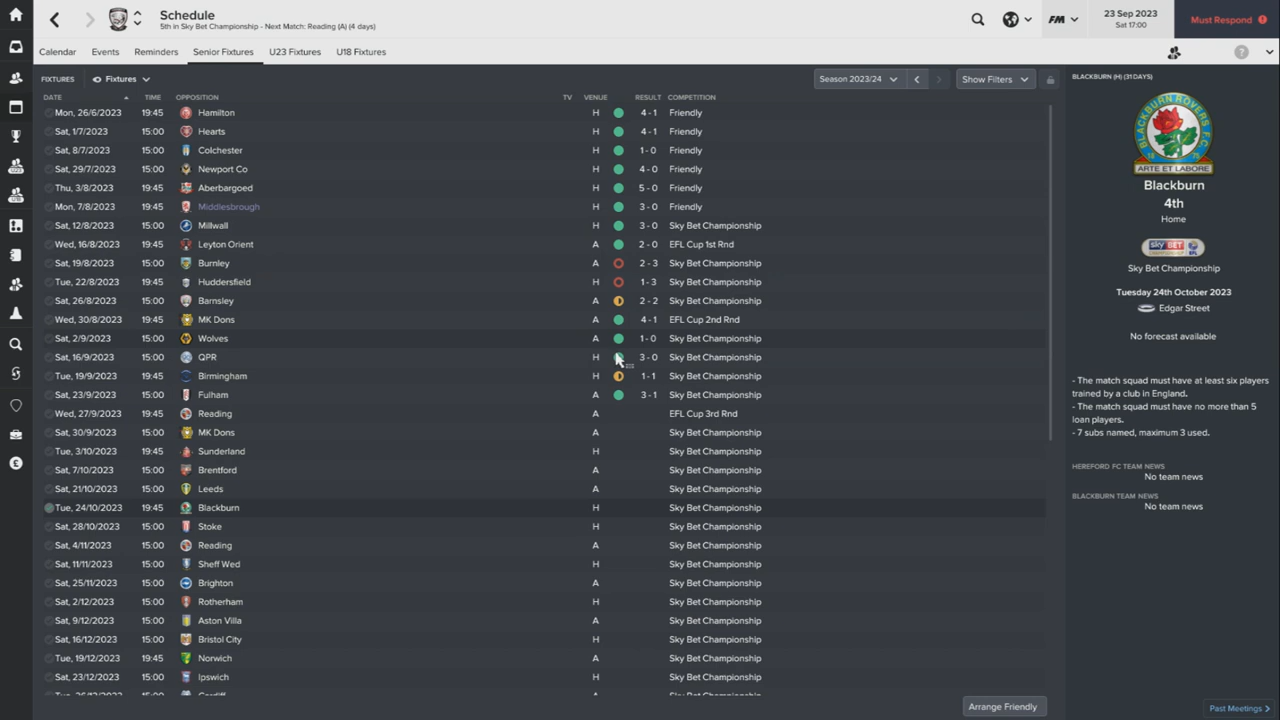 Schedule
5th in Sky Bet Championship - Next Match: Reading (A) (4 days)
FM
23 Sep 2023
Sat 17:00
Must Respond
Calendar Events Reminders Senior Fixtures U23 Fixtures U18 Fixtures
FIXTURES Fixtures Season 2023/24 Show Filters
DATE TIME OPPOSITION TV VENUE RESULT COMPETITION
Mon, 26/6/2023 19:45 Hamilton H 4 - 1 Friendly
Sat, 1/7/2023 15:00 Hearts H 4 - 1 Friendly
Sat, 8/7/2023 15:00 Colchester H 1 - 0 Friendly
Sat, 29/7/2023 15:00 Newport Co H 4 - 0 Friendly
Thu, 3/8/2023 19:45 Aberbargoed H 5 - 0 Friendly
Mon, 7/8/2023 19:45 Middlesbrough H 3 - 0 Friendly
Sat, 12/8/2023 15:00 Millwall H 3 - 0 Sky Bet Championship
Wed, 16/8/2023 19:45 Leyton Orient A 2 - 0 EFL Cup 1st Rnd
Sat, 19/8/2023 15:00 Burnley A 2 - 3 Sky Bet Championship
Tue, 22/8/2023 19:45 Huddersfield H 1 - 3 Sky Bet Championship
Sat, 26/8/2023 15:00 Barnsley A 2 - 2 Sky Bet Championship
Wed, 30/8/2023 19:45 MK Dons A 4 - 1 EFL Cup 2nd Rnd
Sat, 2/9/2023 15:00 Wolves A 1 - 0 Sky Bet Championship
Sat, 16/9/2023 15:00 QPR H 3 - 0 Sky Bet Championship
Tue, 19/9/2023 19:45 Birmingham H 1 - 1 Sky Bet Championship
Sat, 23/9/2023 15:00 Fulham A 3 - 1 Sky Bet Championship
Wed, 27/9/2023 19:45 Reading A EFL Cup 3rd Rnd
Sat, 30/9/2023 15:00 MK Dons A Sky Bet Championship
Tue, 3/10/2023 19:45 Sunderland H Sky Bet Championship
Sat, 7/10/2023 15:00 Brentford A Sky Bet Championship
Sat, 21/10/2023 15:00 Leeds A Sky Bet Championship
Tue, 24/10/2023 19:45 Blackburn H Sky Bet Championship
Sat, 28/10/2023 15:00 Stoke H Sky Bet Championship
Sat, 4/11/2023 15:00 Reading A Sky Bet Championship
Sat, 11/11/2023 15:00 Sheff Wed H Sky Bet Championship
Sat, 25/11/2023 15:00 Brighton A Sky Bet Championship
Sat, 2/12/2023 15:00 Rotherham H Sky Bet Championship
Sat, 9/12/2023 15:00 Aston Villa A Sky Bet Championship
Sat, 16/12/2023 15:00 Bristol City H Sky Bet Championship
Tue, 19/12/2023 19:45 Norwich A Sky Bet Championship
Sat, 23/12/2023 15:00 Ipswich H Sky Bet Championship
Arrange Friendly
BLACKBURN (H) (31 DAYS)
BLACKBURN ROVERS F.C.
ARTE ET LABORE
Blackburn
4th
Home
sky BET EFL
Sky Bet Championship
Tuesday 24th October 2023
Edgar Street
No forecast available
- The match squad must have at least six players
trained by a club in England.
- The match squad must have no more than 5
loan players.
- 7 subs named, maximum 3 used.
HEREFORD FC TEAM NEWS
No team news
BLACKBURN TEAM NEWS
No team news
Past Meetings >